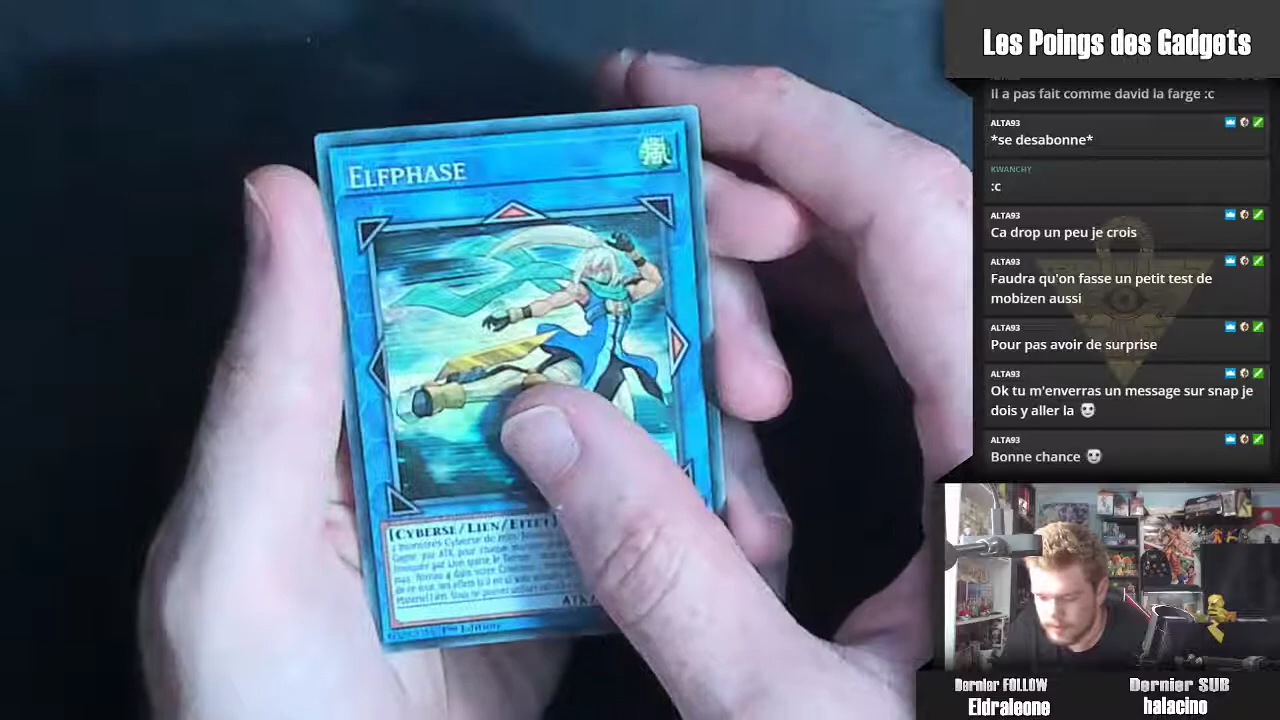 Les Poings des Gadgets
Il a pas fait comme david la farge :c
ALTA93
*se desabonne*
KWANCHY
:c
ALTA93
Ca drop un peu je crois
ALTA93
Faudra qu'on fasse un petit test de
mobizen aussi
ALTA93
Pour pas avoir de surprise
ALTA93
Ok tu m'enverras un message sur snap je
dois y aller la
ALTA93
Bonne chance
Dernier FOLLOW
Eldraleone
Dernier SUB
halacino
ELFPHASE
嵐
[CYBERSE/LIEN/EFFET]
ATK
1re Edition